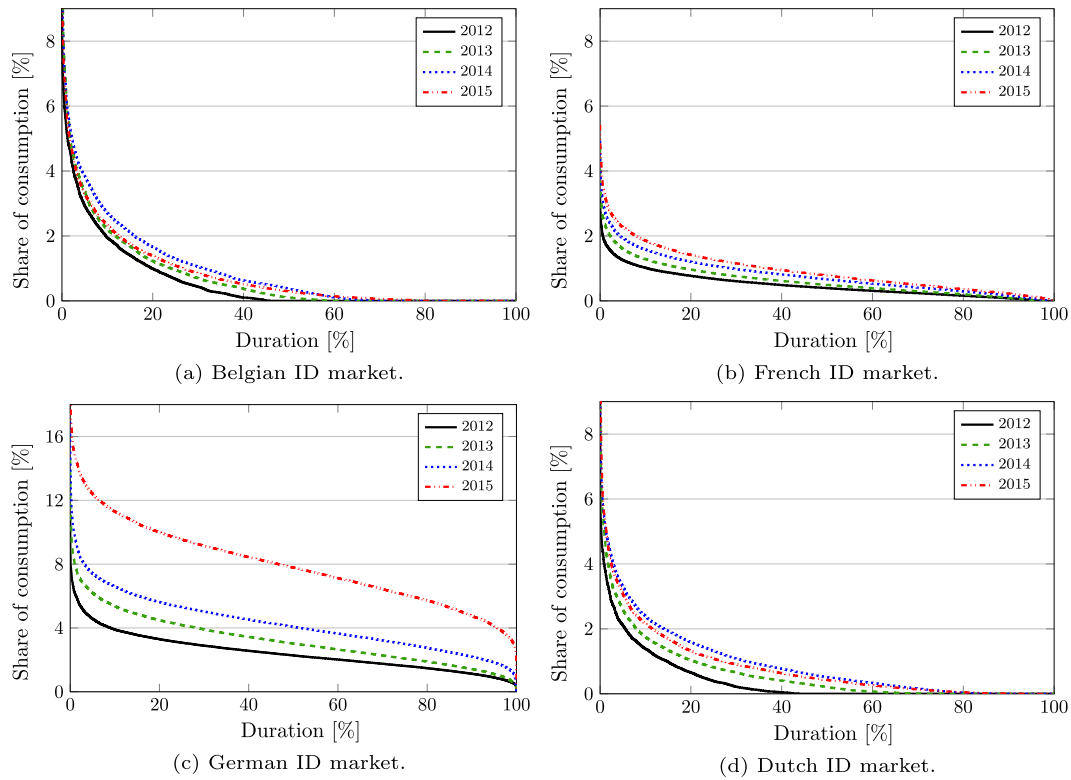 Share of consumption [%]
8
6
4
2
0
0 20 40 60 80 100
Duration [%]
2012
2013
2014
2015
(a) Belgian ID market.
Share of consumption [%]
8
6
4
2
0
0 20 40 60 80 100
Duration [%]
2012
2013
2014
2015
(b) French ID market.
Share of consumption [%]
16
12
8
4
0
0 20 40 60 80 100
Duration [%]
2012
2013
2014
2015
(c) German ID market.
Share of consumption [%]
8
6
4
2
0
0 20 40 60 80 100
Duration [%]
2012
2013
2014
2015
(d) Dutch ID market.